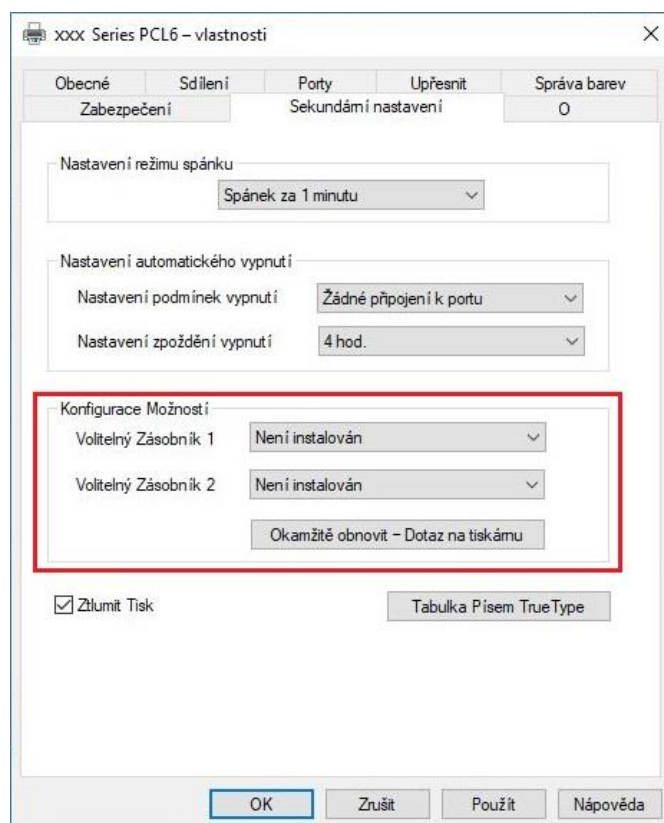 xxx Series PCL6 – vlastnosti
Obecné Sdílení Porty Upřesnit Správa barev
Zabezpečení Sekundární nastavení O
Nastavení režimu spánku
Spánek za 1 minutu
Nastavení automatického vypnutí
Nastavení podmínek vypnutí Žádné připojení k portu
Nastavení zpoždění vypnutí 4 hod.
Konfigurace Možností
Volitelný Zásobník 1 Není instalován
Volitelný Zásobník 2 Není instalován
Okamžitě obnovit – Dotaz na tiskárnu
Ztlumit Tisk Tabulka Písem TrueType
OK Zrušit Použít Nápověda